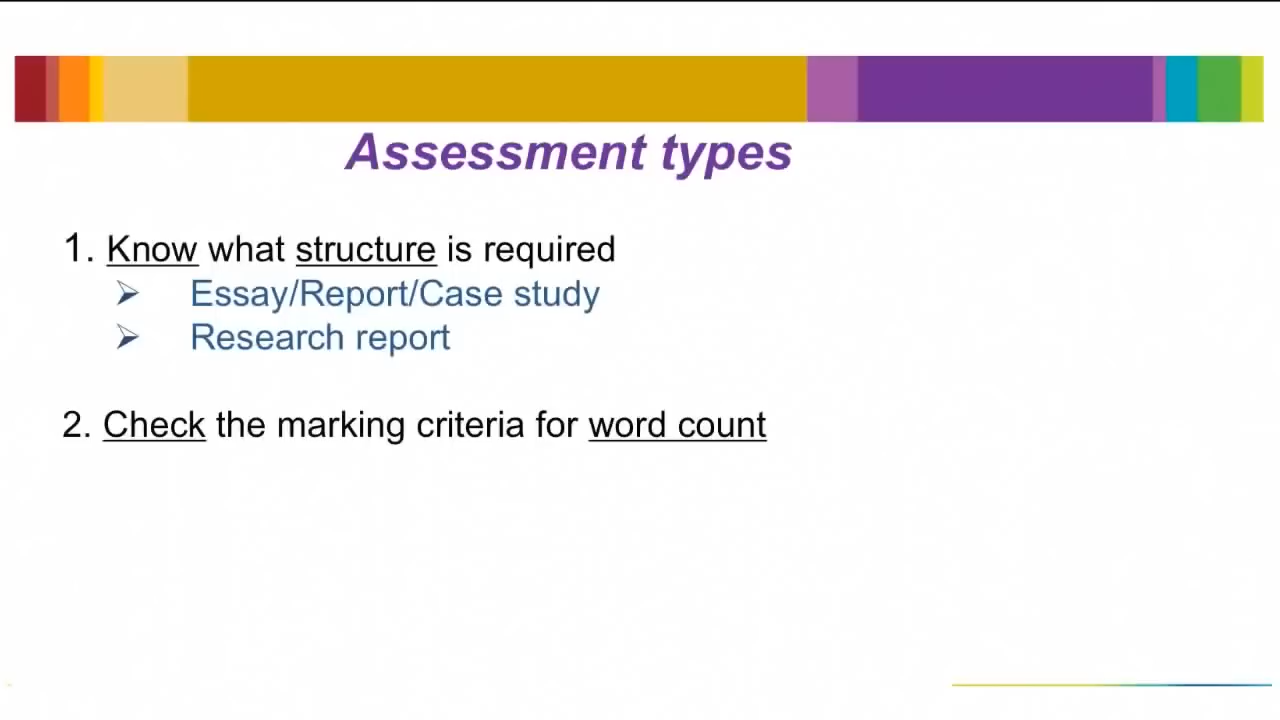 Assessment types
1. Know what structure is required
➢ Essay/Report/Case study
➢ Research report
2. Check the marking criteria for word count